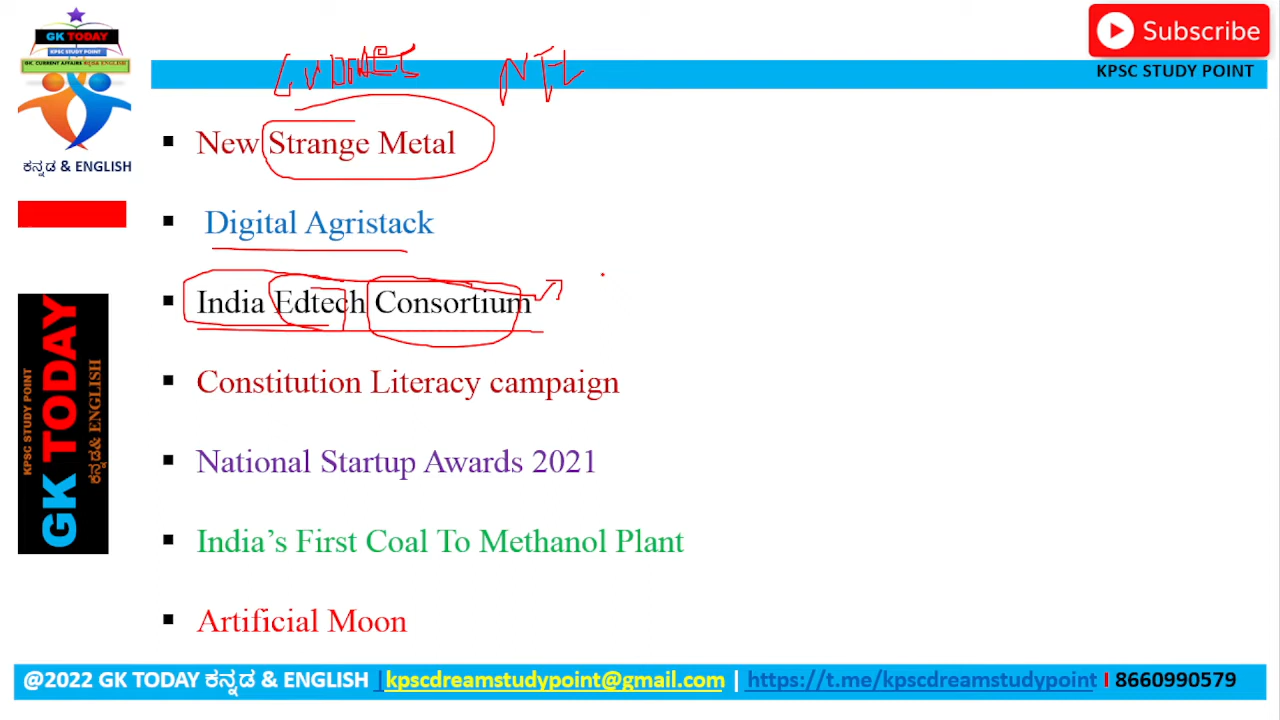 GK TODAY
KPSC STUDY POINT
GK, CURRENT AFFAIRS ಕನ್ನಡ ENGLISH
ಕನ್ನಡ & ENGLISH
Subscribe
KPSC STUDY POINT
NFL
▪ New Strange Metal
▪ Digital Agristack
▪ India Edtech Consortium
▪ Constitution Literacy campaign
▪ National Startup Awards 2021
▪ India’s First Coal To Methanol Plant
▪ Artificial Moon
KPSC STUDY POINT
GK TODAY
ಕನ್ನಡ& ENGLISH
@2022 GK TODAY ಕನ್ನಡ & ENGLISH |kpscdreamstudypoint@gmail.com | https://t.me/kpscdreamstudypoint I 8660990579